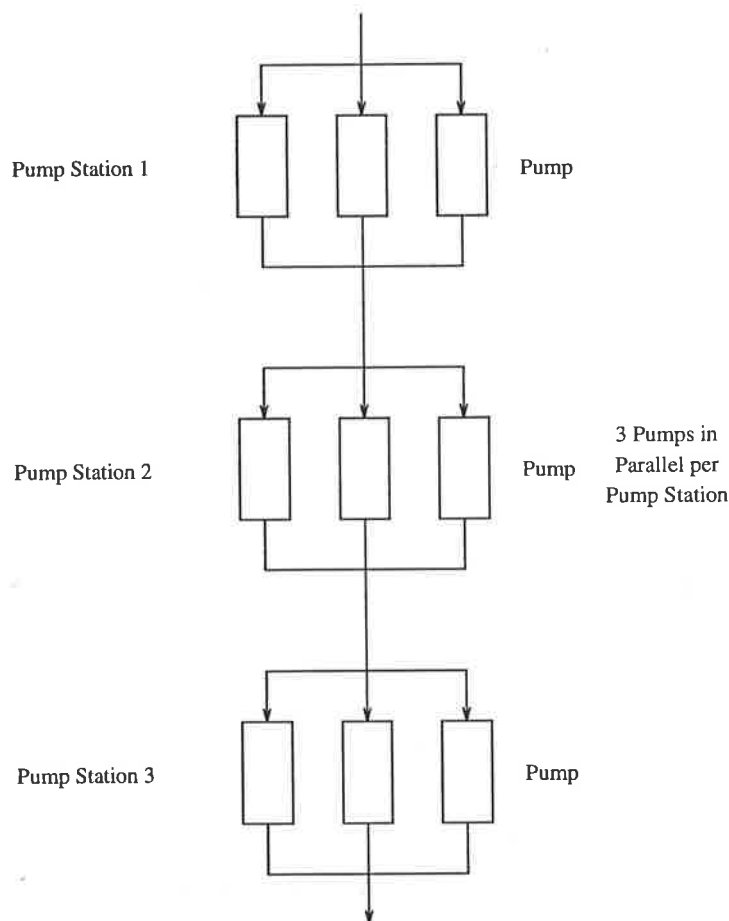 Pump Station 1
Pump
Pump Station 2
Pump
3 Pumps in
Parallel per
Pump Station
Pump Station 3
Pump